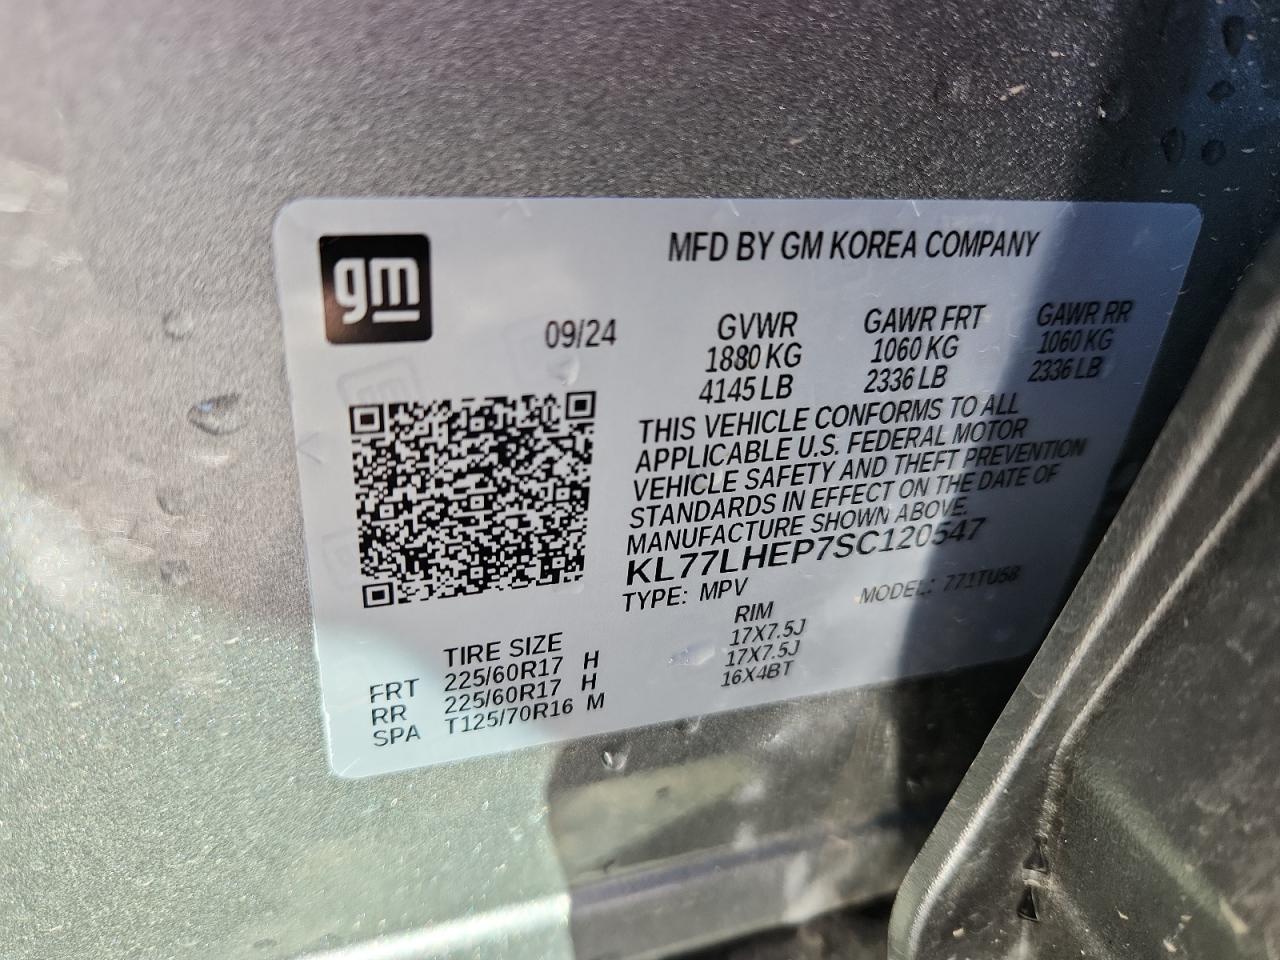 gm
MFD BY GM KOREA COMPANY
09/24
GVWR GAWR FRT GAWR RR
1880 KG 1060 KG 1060 KG
4145 LB 2336 LB 2336 LB
THIS VEHICLE CONFORMS TO ALL
APPLICABLE U.S. FEDERAL MOTOR
VEHICLE SAFETY AND THEFT PREVENTION
STANDARDS IN EFFECT ON THE DATE OF
MANUFACTURE SHOWN ABOVE.
KL77LHEP7SC120547
TYPE: MPV MODEL: 771TU58
TIRE SIZE RIM
FRT 225/60R17 H 17X7.5J
RR 225/60R17 H 17X7.5J
SPA T125/70R16 M 16X4BT